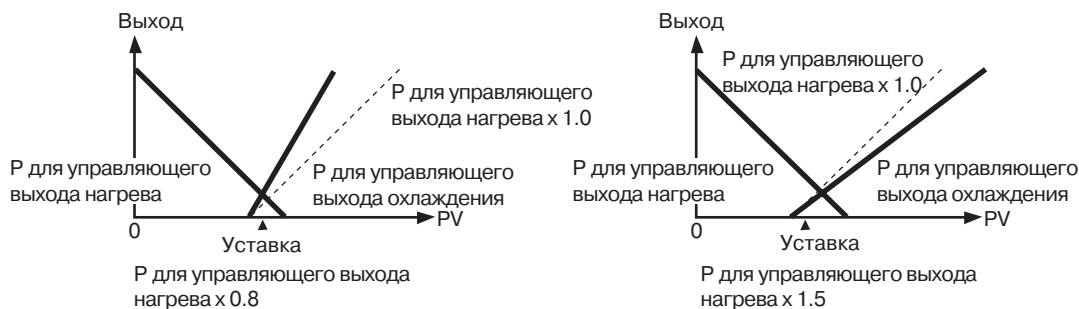 Выход
P для управляющего
выхода нагрева x 1.0
P для управляющего
выхода нагрева
P для управляющего
выхода охлаждения
PV
0
Уставка
P для управляющего выхода
нагрева x 0.8
Выход
P для управляющего
выхода нагрева x 1.0
P для управляющего
выхода нагрева
P для управляющего
выхода охлаждения
PV
0
Уставка
P для управляющего выхода
нагрева x 1.5